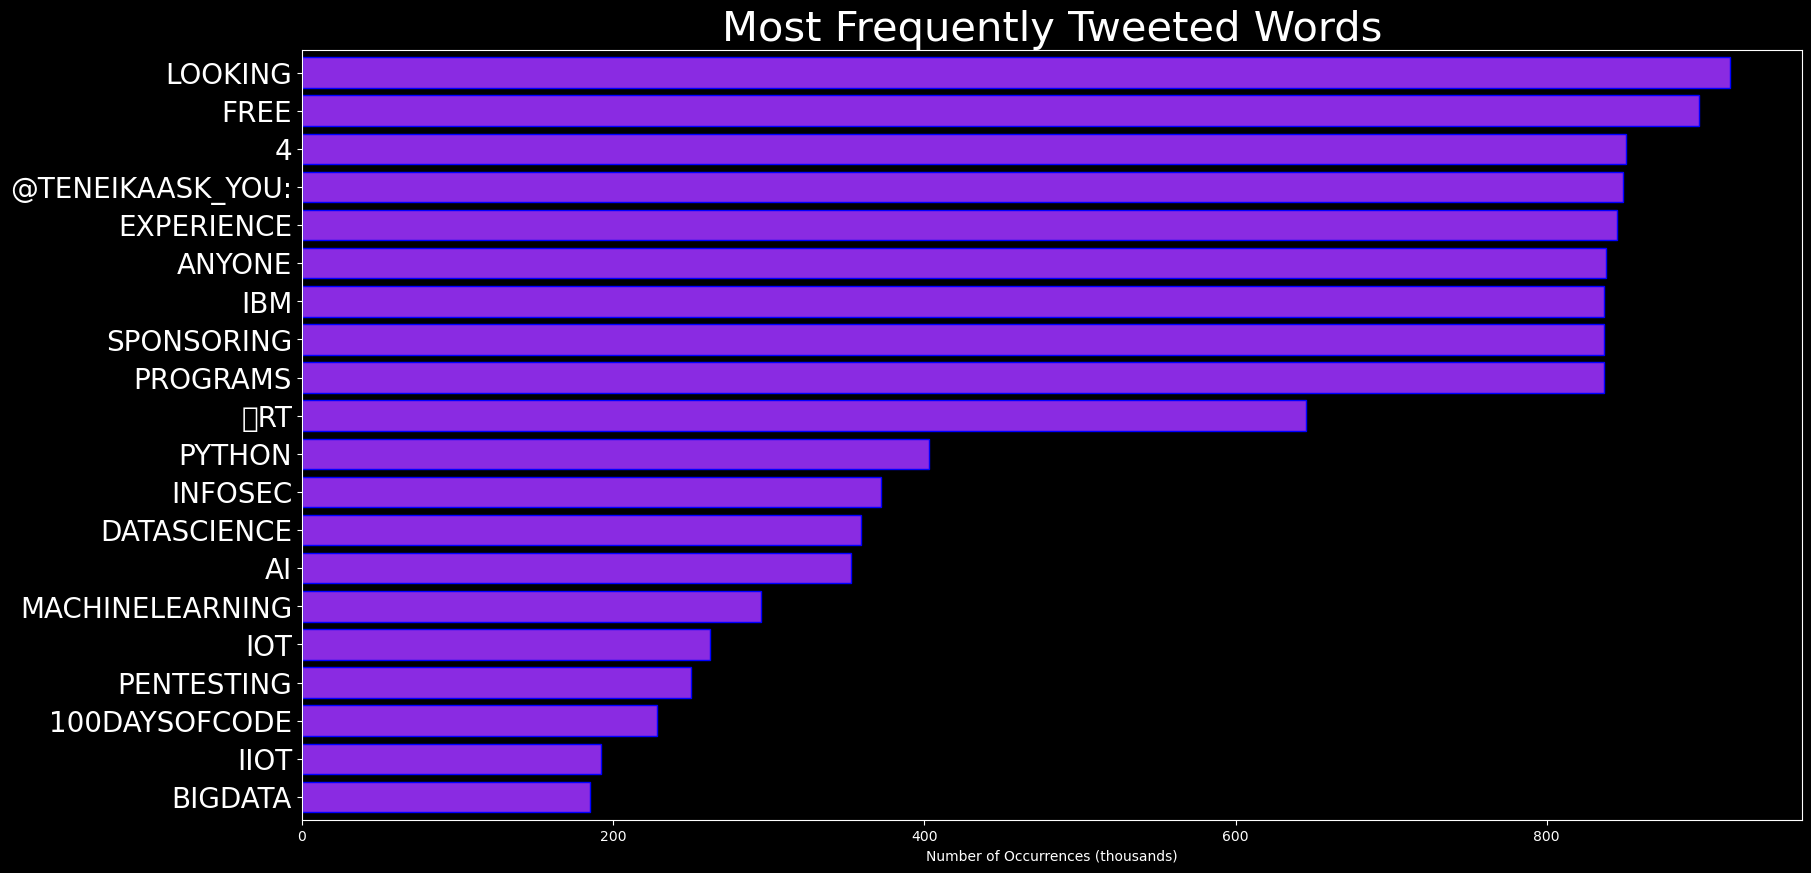 Most Frequently Tweeted Words
LOOKING
FREE
4
@TENEIKAASK_YOU:
EXPERIENCE
ANYONE
IBM
SPONSORING
PROGRAMS
RT
PYTHON
INFOSEC
DATASCIENCE
AI
MACHINELEARNING
IOT
PENTESTING
100DAYSOFCODE
IIOT
BIGDATA
0 200 400 600 800
Number of Occurrences (thousands)